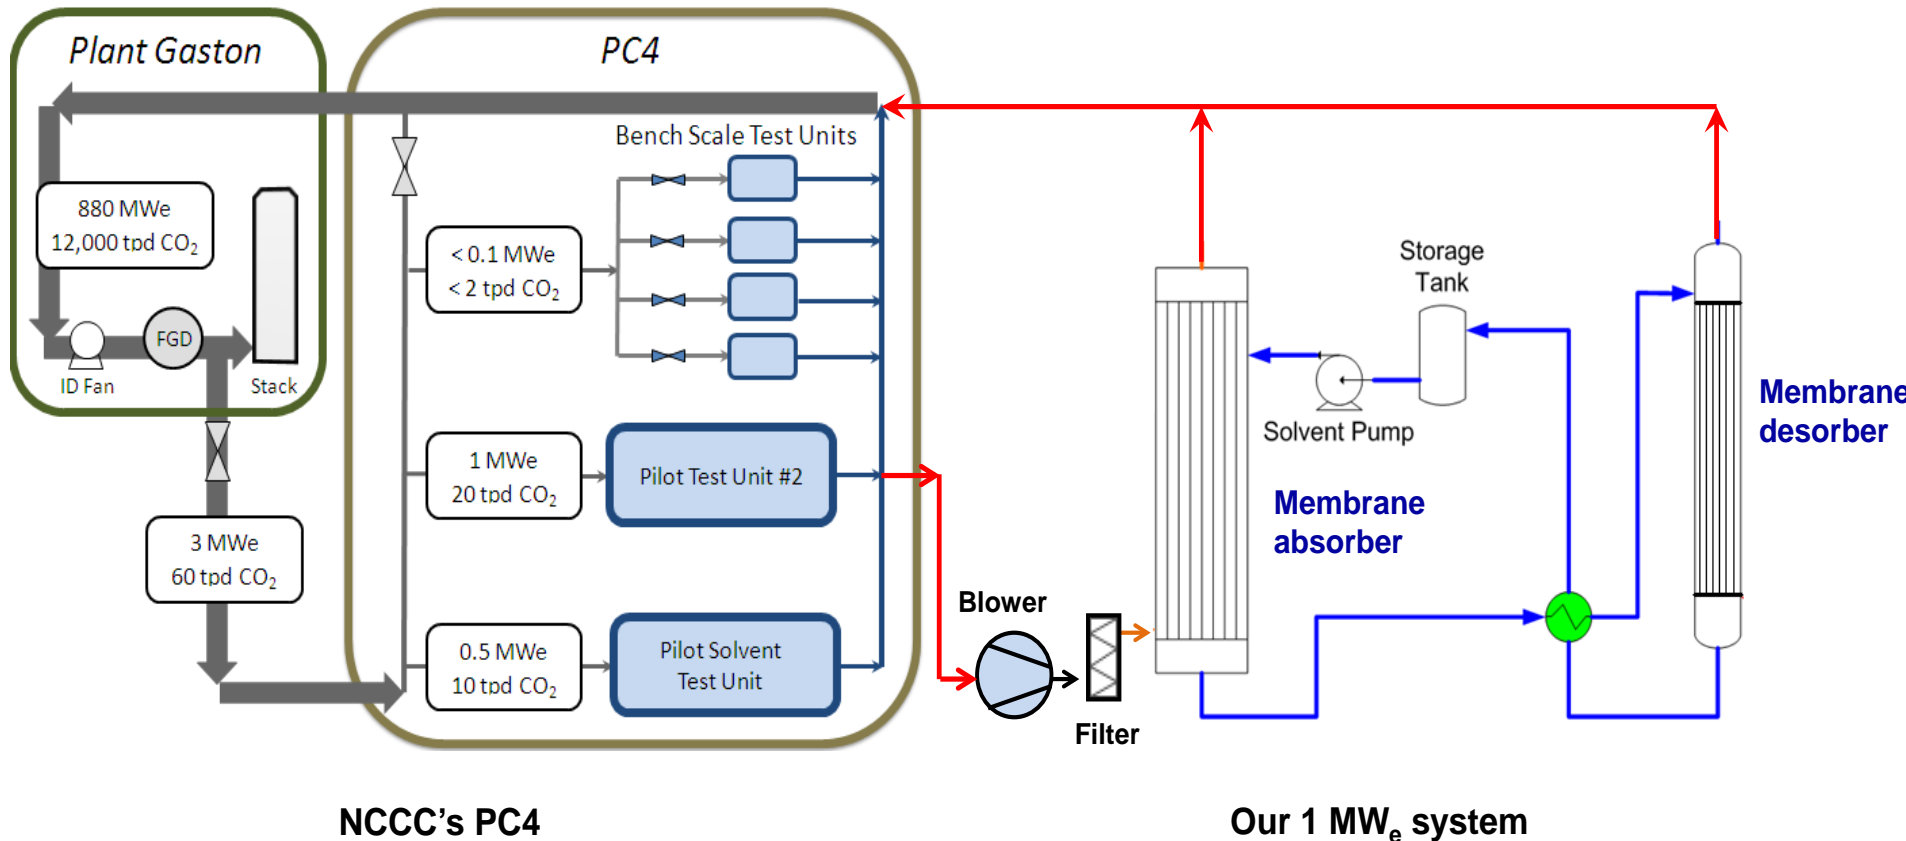 Plant Gaston
PC4
Bench Scale Test Units
880 MWe
12,000 tpd CO₂
< 0.1 MWe
< 2 tpd CO₂
Storage
Tank
FGD
ID Fan
Stack
Solvent Pump
Membrane
desorber
1 MWe
20 tpd CO₂
Pilot Test Unit #2
Membrane
absorber
3 MWe
60 tpd CO₂
Blower
0.5 MWe
10 tpd CO₂
Pilot Solvent
Test Unit
Filter
NCCC’s PC4
Our 1 MWₑ system